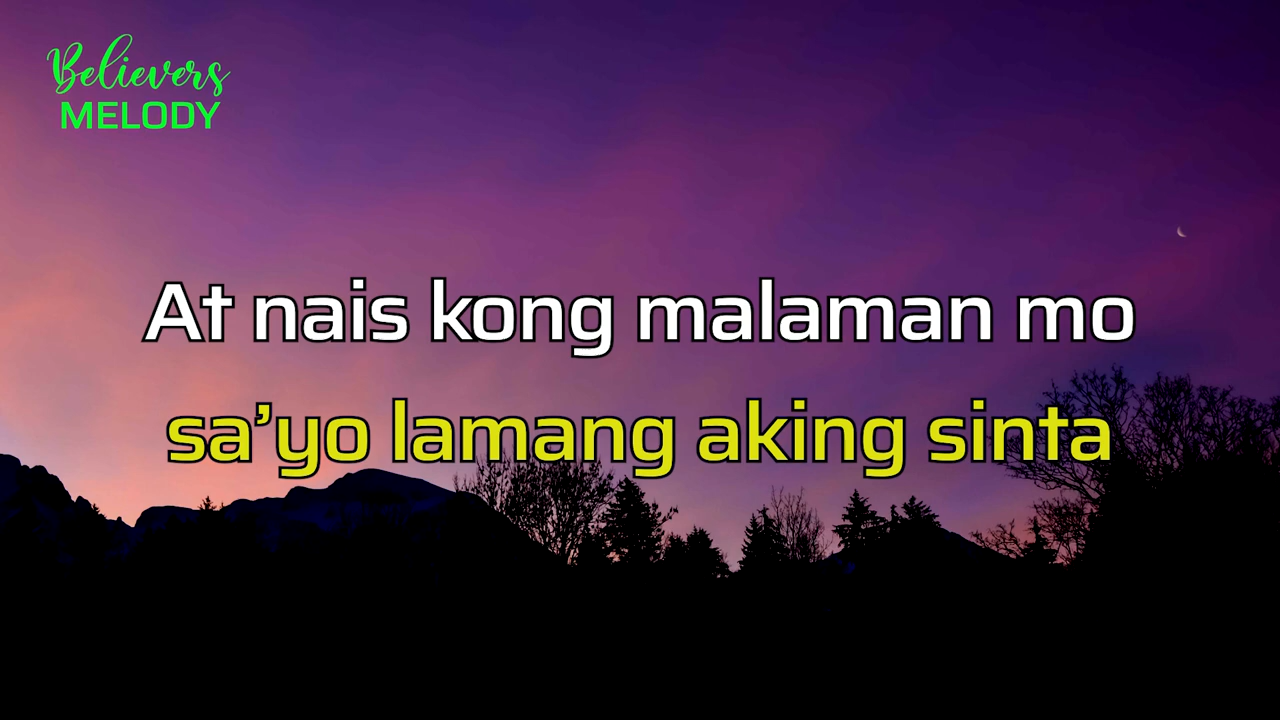 Believers
MELODY
At nais kong malaman mo
sa’yo lamang aking sinta